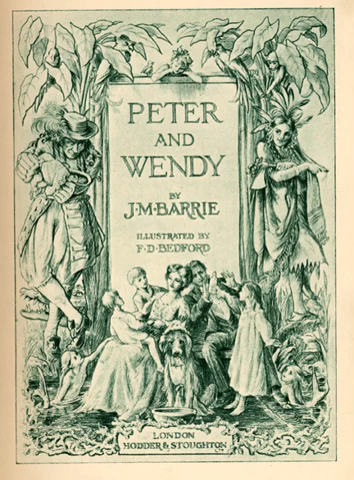 PETER
AND
WENDY
BY
J·M·BARRIE
ILLUSTRATED BY
F·D·BEDFORD
LONDON
HODDER & STOUGHTON